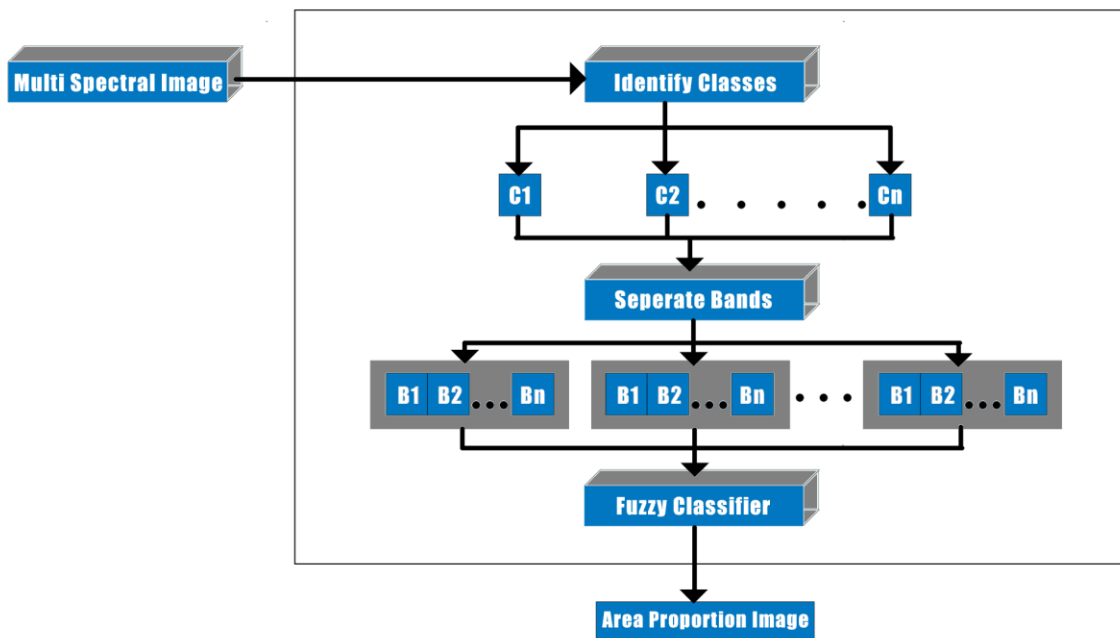 Multi Spectral Image
Identify Classes
C1 C2 . . . . . Cn
Seperate Bands
B1 B2 ... Bn B1 B2 ... Bn . . . B1 B2 ... Bn
Fuzzy Classifier
Area Proportion Image